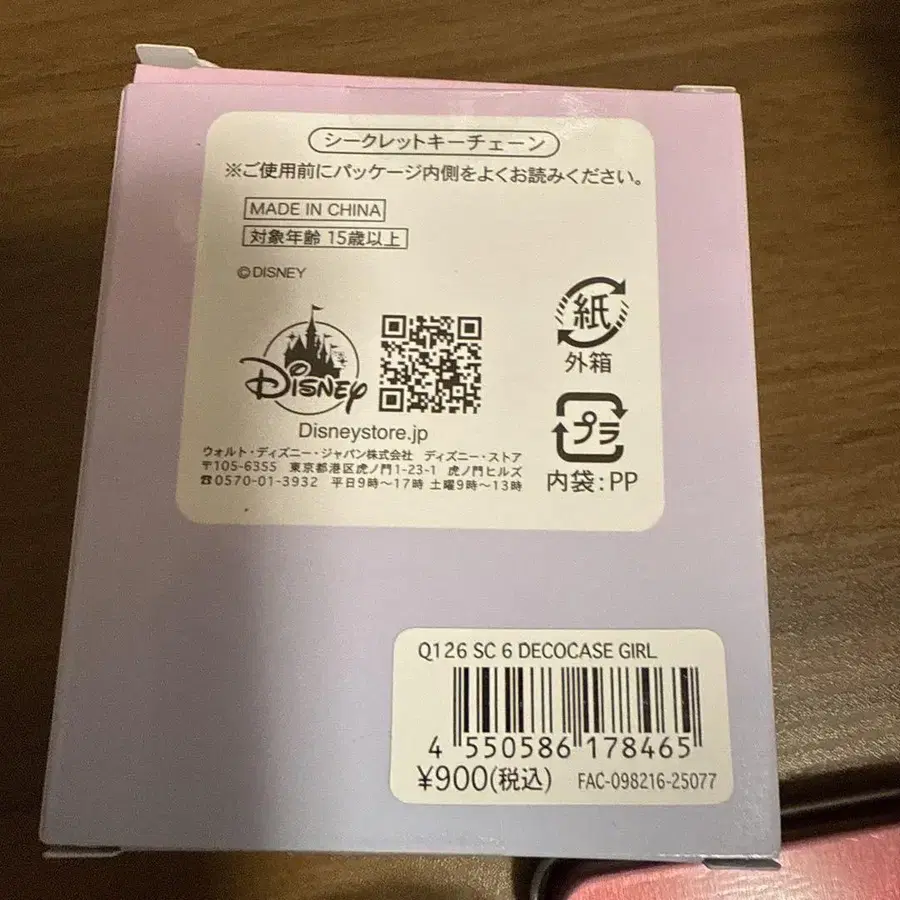 シークレットキーチェーン
※ご使用前にパッケージ内側をよくお読みください。
MADE IN CHINA
対象年齢 15歳以上
©DISNEY
紙
外箱
DISNEY
Disneystore.jp
プラ
内袋:PP
ウォルト・ディズニー・ジャパン株式会社 ディズニー・ストア
〒105-6355 東京都港区虎ノ門1-23-1 虎ノ門ヒルズ
☎0570-01-3932 平日9時~17時 土曜9時~13時
Q126 SC 6 DECOCASE GIRL
4 550586 178465
¥900(税込) FAC-098216-25077